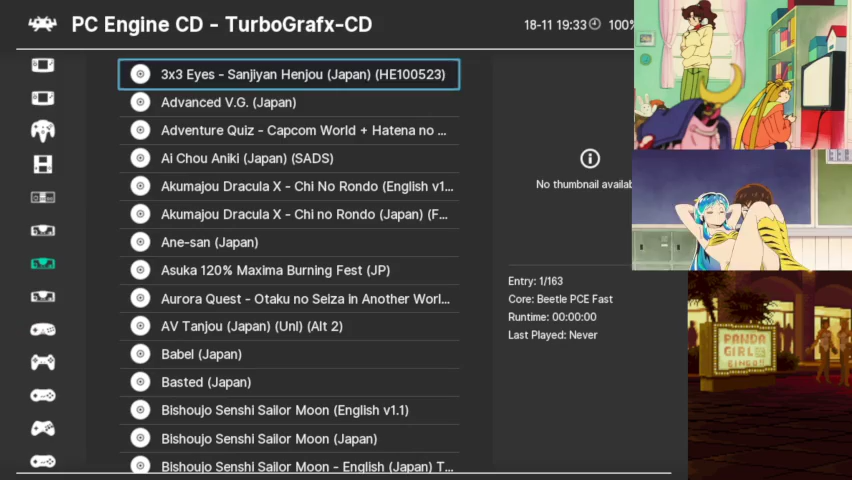 PC Engine CD - TurboGrafx-CD
18-11 19:33 100%
3x3 Eyes - Sanjiyan Henjou (Japan) (HE100523)
Advanced V.G. (Japan)
Adventure Quiz - Capcom World + Hatena no ...
Ai Chou Aniki (Japan) (SADS)
Akumajou Dracula X - Chi No Rondo (English v1...
Akumajou Dracula X - Chi no Rondo (Japan) (F...
Ane-san (Japan)
Asuka 120% Maxima Burning Fest (JP)
Aurora Quest - Otaku no Seiza in Another Worl...
AV Tanjou (Japan) (Unl) (Alt 2)
Babel (Japan)
Basted (Japan)
Bishoujo Senshi Sailor Moon (English v1.1)
Bishoujo Senshi Sailor Moon (Japan)
Bishoujo Senshi Sailor Moon - English (Japan) T...
No thumbnail availab
Entry: 1/163
Core: Beetle PCE Fast
Runtime: 00:00:00
Last Played: Never
PANDA
GIRL